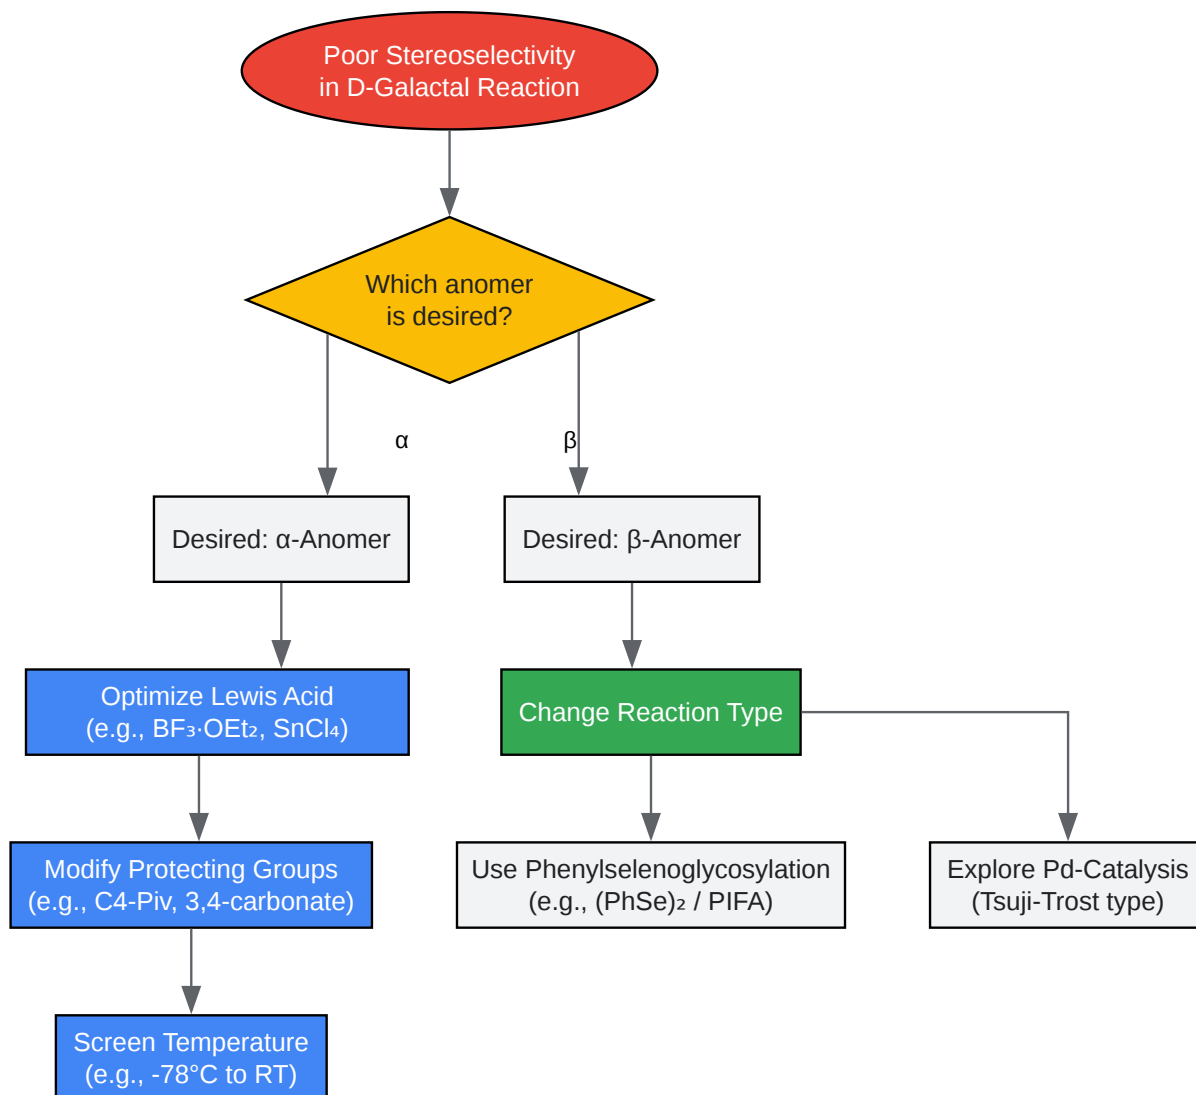 Poor Stereoselectivity
in D-Galactal Reaction
Which anomer
is desired?
α
β
Desired: α-Anomer
Desired: β-Anomer
Optimize Lewis Acid
(e.g., BF₃·OEt₂, SnCl₄)
Change Reaction Type
Modify Protecting Groups
(e.g., C4-Piv, 3,4-carbonate)
Use Phenylselenoglycosylation
(e.g., (PhSe)₂ / PIFA)
Explore Pd-Catalysis
(Tsuji-Trost type)
Screen Temperature
(e.g., -78°C to RT)